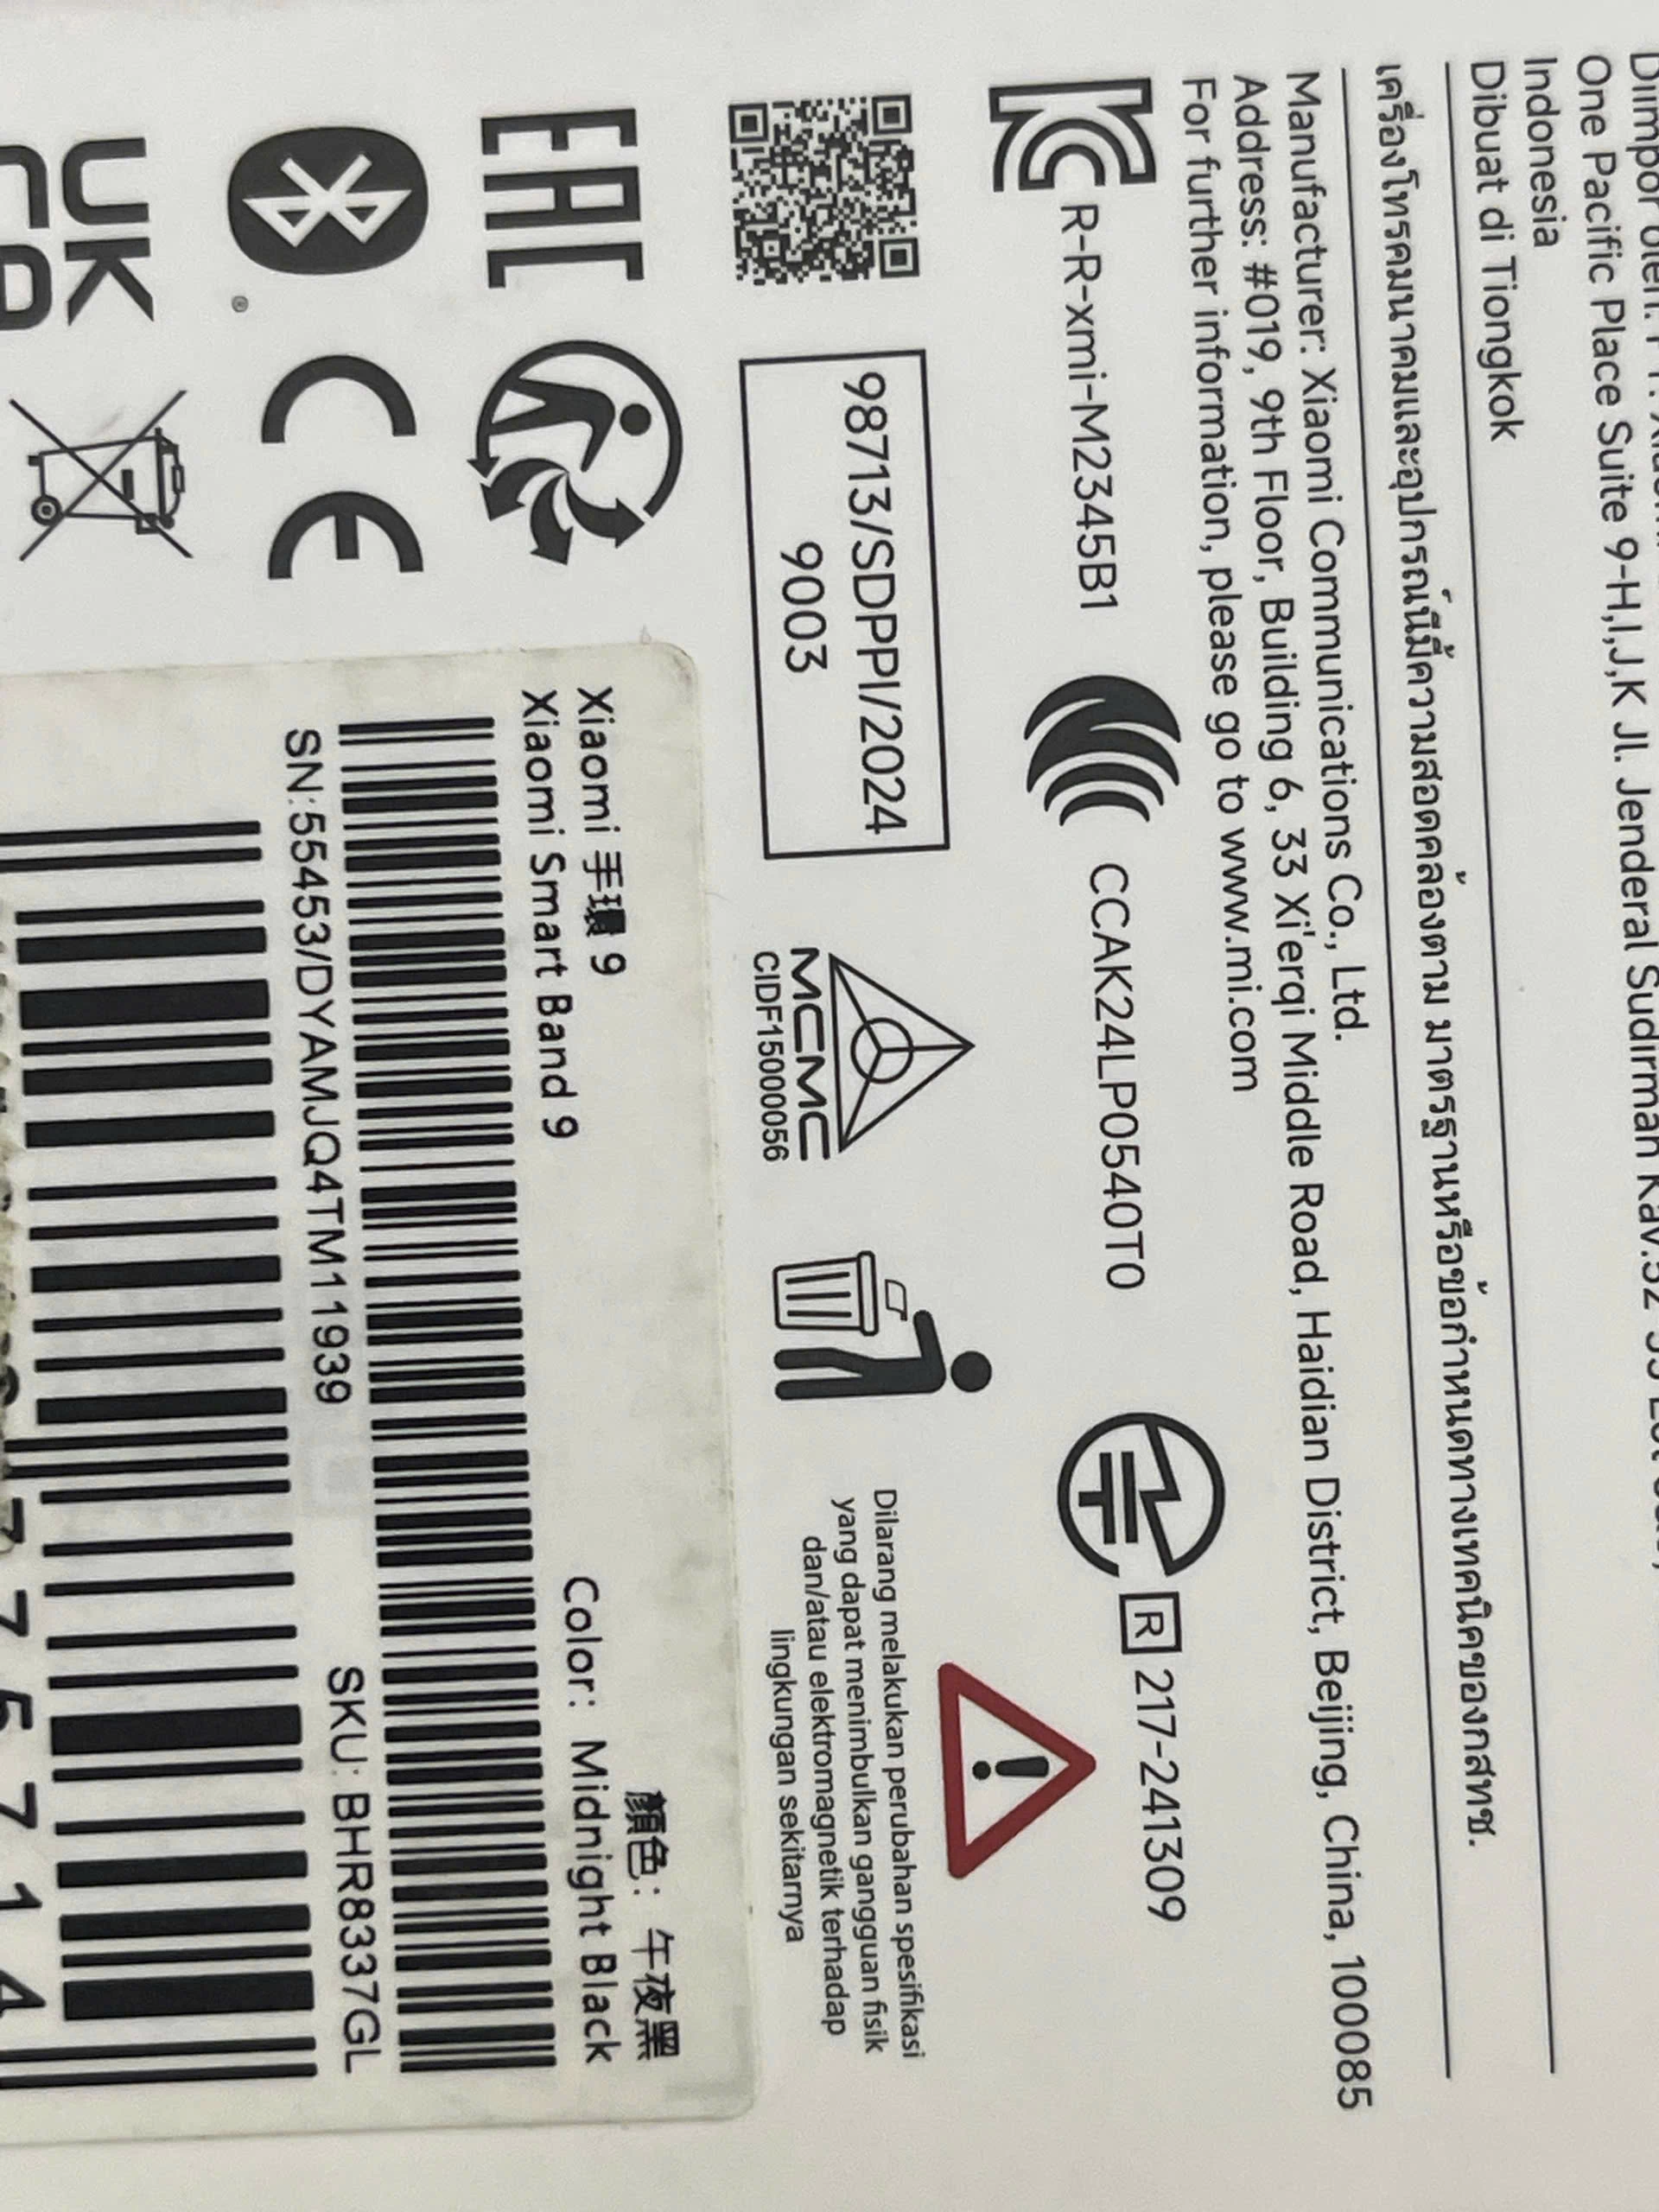 One Pacific Place Suite 9-H,I,J,K Jl. Jenderal Sudirman
Indonesia
Dibuat di Tiongkok
เครื่องโทรคมนาคมและอุปกรณ์นี้มีความสอดคล้องตาม มาตรฐานหรือข้อกำหนดทางเทคนิคของกสทช.
Manufacturer: Xiaomi Communications Co., Ltd.
Address: #019, 9th Floor, Building 6, 33 Xi'erqi Middle Road, Haidian District, Beijing, China, 100085
For further information, please go to www.mi.com
R-R-xmi-M2345B1 CCAK24LP0540T0 R 217-241309
98713/SDPPI/2024
9003
MCMC
CIDF15000056
Dilarang melakukan perubahan spesifikasi
yang dapat menimbulkan gangguan fisik
dan/atau elektromagnetik terhadap
lingkungan sekitarnya
EAC
CE
UK
Xiaomi 手環 9 顏色: 午夜黑
Xiaomi Smart Band 9 Color: Midnight Black
SN:55453/DYAMJQ4TM11939 SKU: BHR8337GL